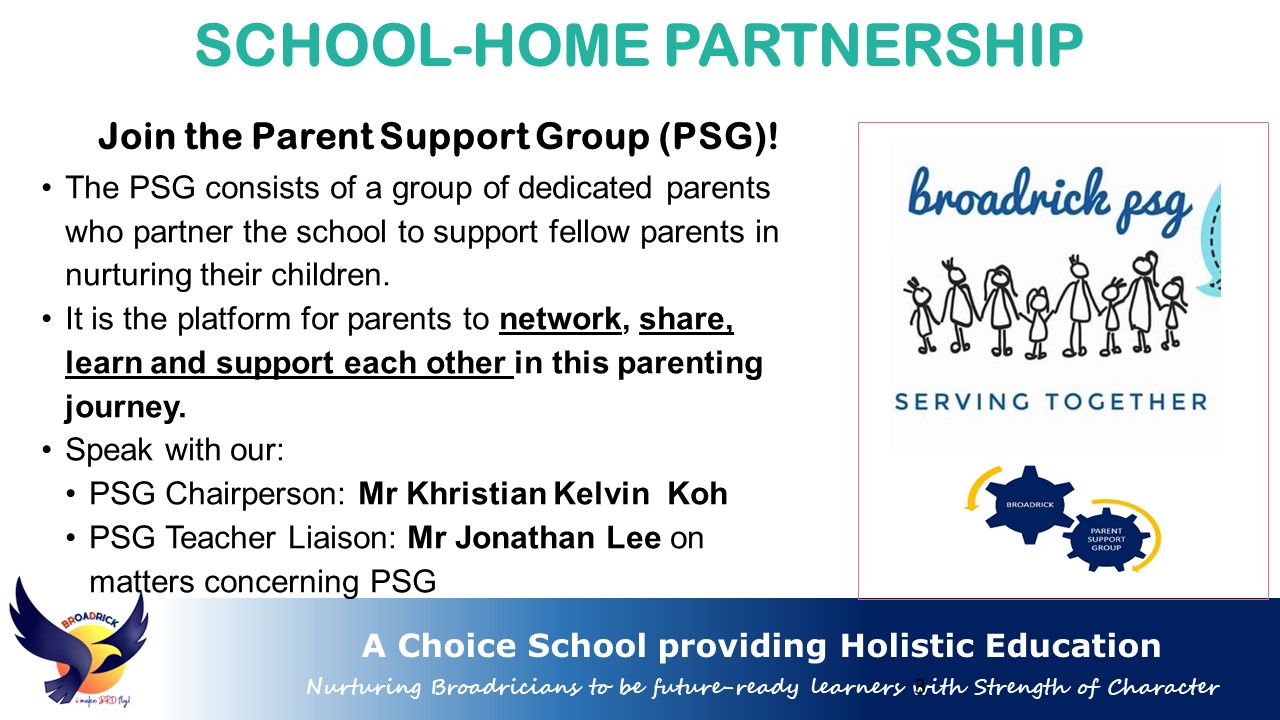 SCHOOL-HOME PARTNERSHIP
Join the Parent Support Group (PSG)!
• The PSG consists of a group of dedicated parents
who partner the school to support fellow parents in
nurturing their children.
• It is the platform for parents to network, share,
learn and support each other in this parenting
journey.
• Speak with our:
• PSG Chairperson: Mr Khristian Kelvin Koh
• PSG Teacher Liaison: Mr Jonathan Lee on
matters concerning PSG
broadrick psg
SERVING TOGETHER
BROADRICK
PARENT
SUPPORT
GROUP
BROADRICK
i make BRD fly!
A Choice School providing Holistic Education
Nurturing Broadricians to be future-ready learners with Strength of Character